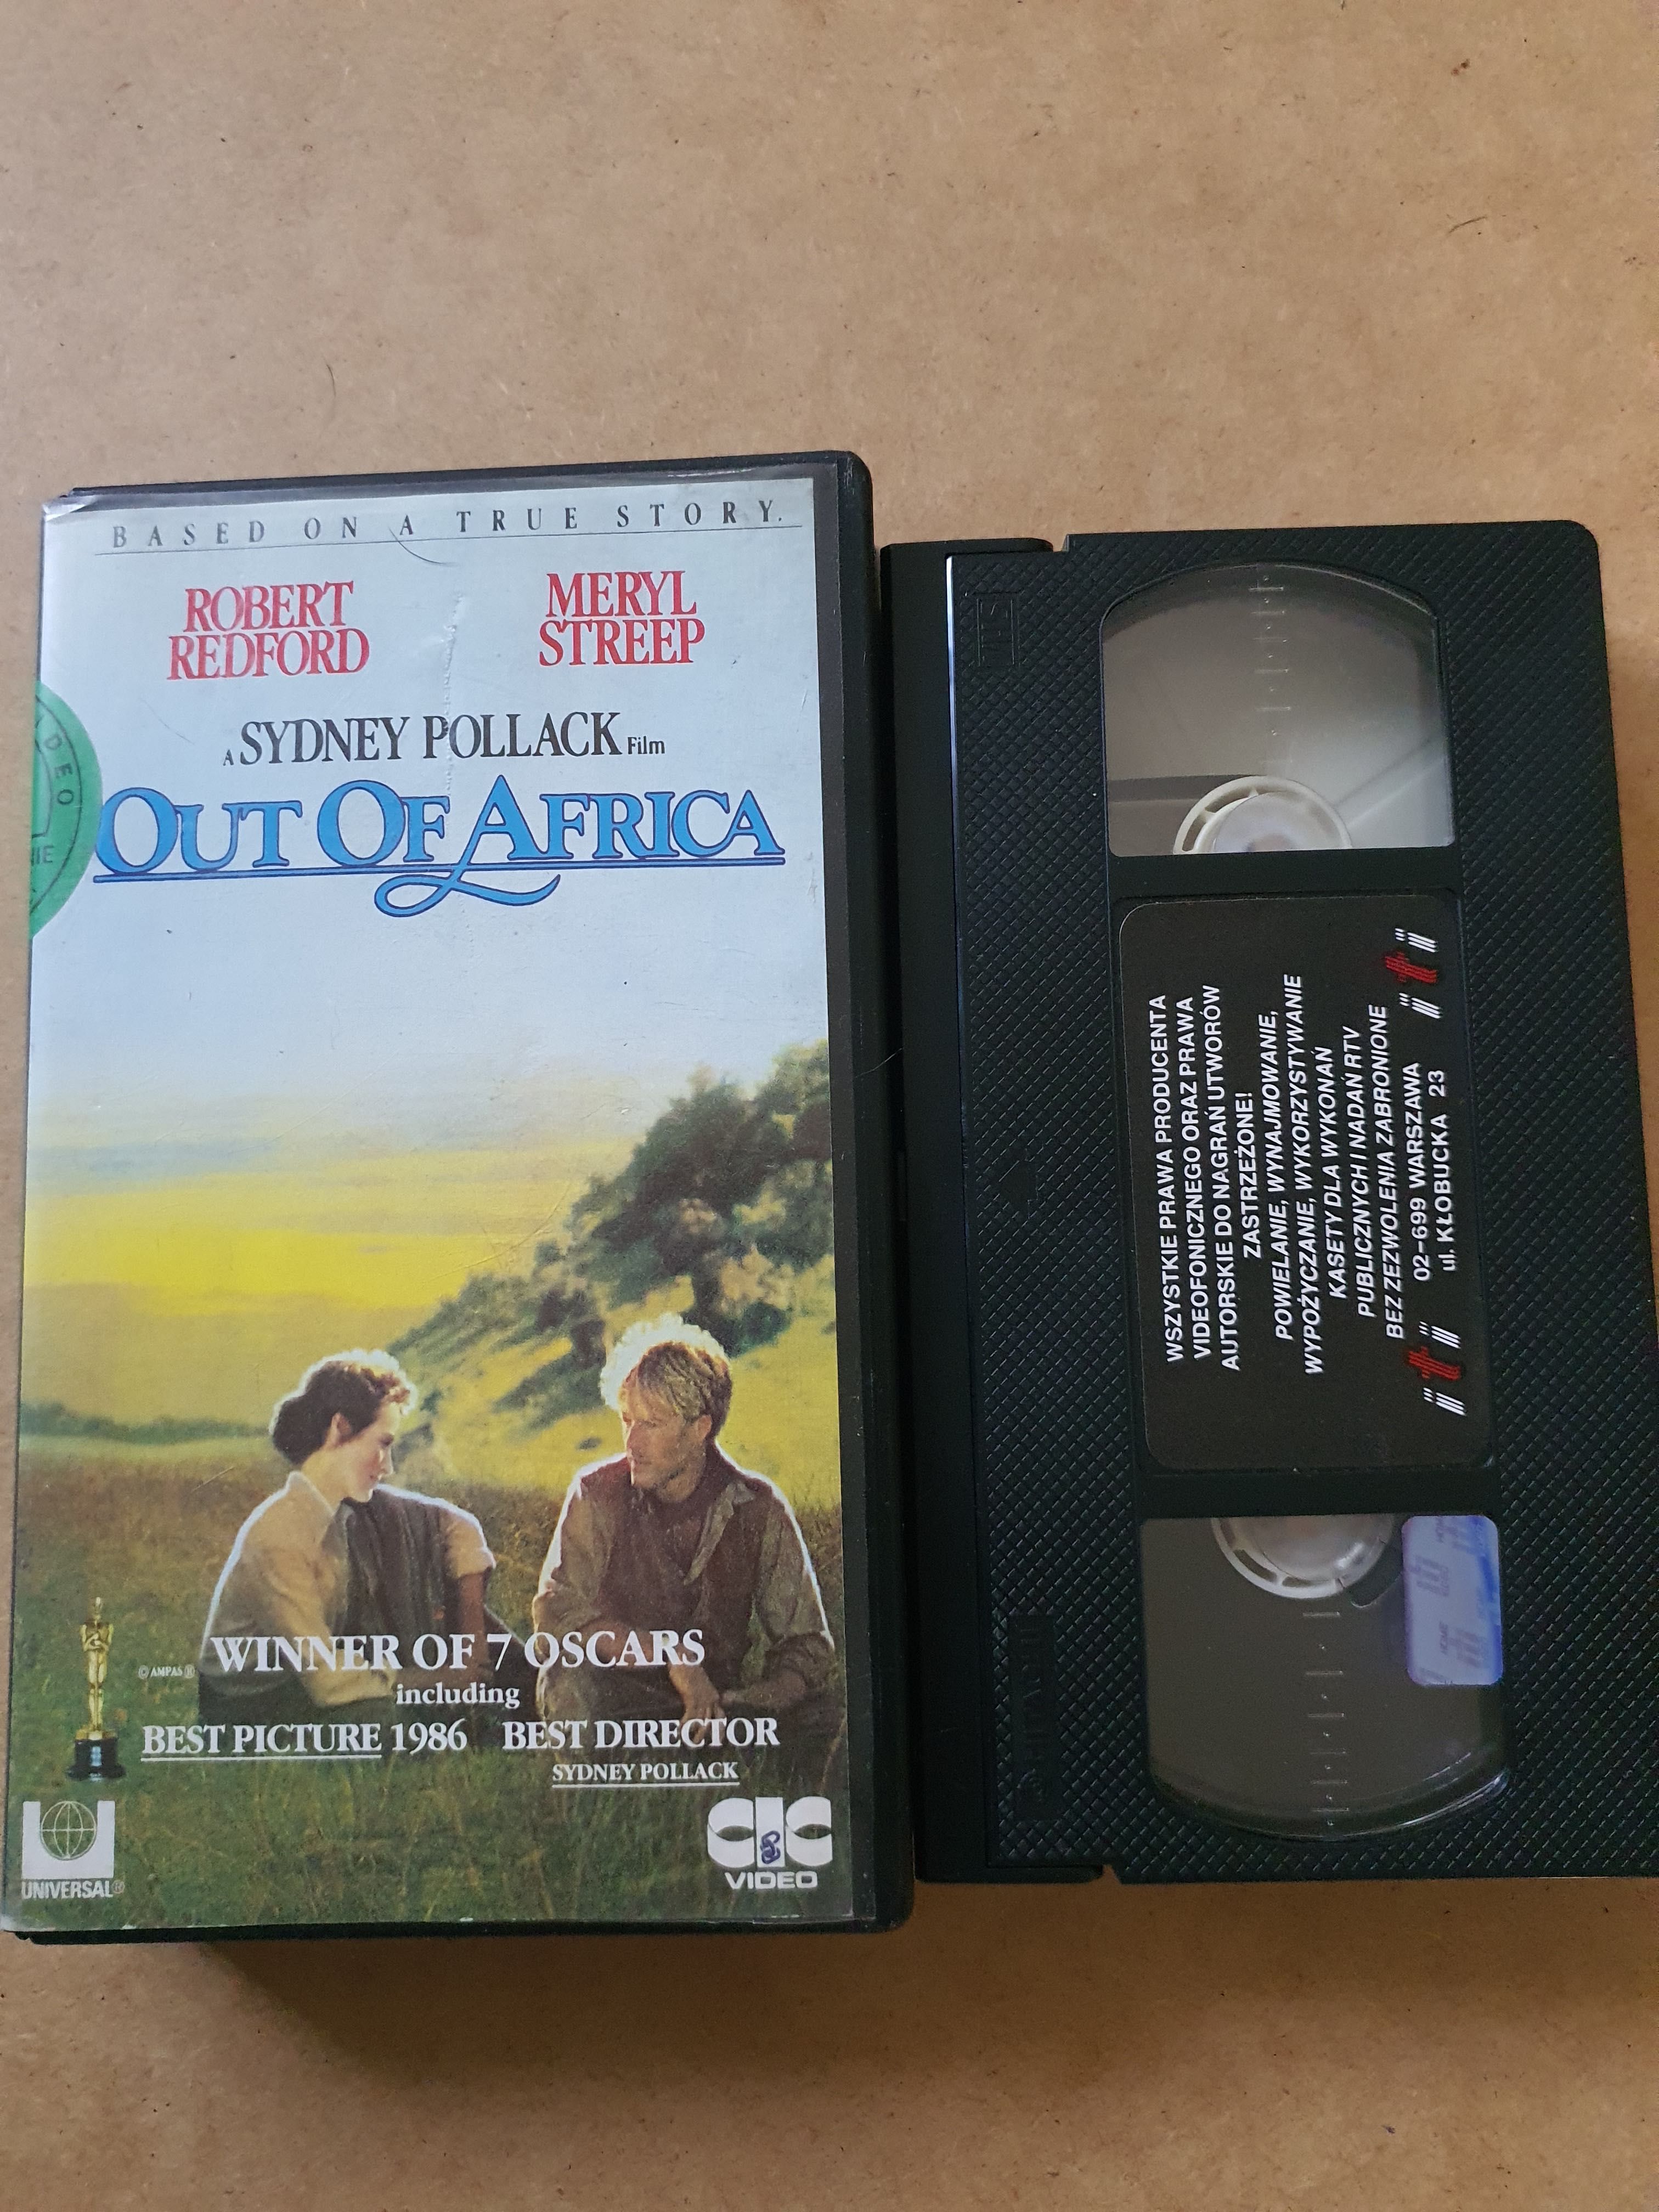 BASED ON A TRUE STORY.
ROBERT
REDFORD
MERYL
STREEP
A SYDNEY POLLACK Film
OUT OF AFRICA
DEO
NIE
WINNER OF 7 OSCARS
© AMPAS ®
including
BEST PICTURE 1986 BEST DIRECTOR
SYDNEY POLLACK
UNIVERSAL®
CIC
VIDEO
VHS
WSZYSTKIE PRAWA PRODUCENTA
VIDEOFONICZNEGO ORAZ PRAWA
AUTORSKIE DO NAGRAŃ UTWORÓW
ZASTRZEŻONE!
POWIELANIE, WYNAJMOWANIE,
WYPOŻYCZANIE, WYKORZYSTYWANIE
KASETY DLA WYKONAŃ
PUBLICZNYCH I NADAŃ RTV
BEZ ZEZWOLENIA ZABRONIONE
02-699 WARSZAWA
ul. KŁOBUCKA 23